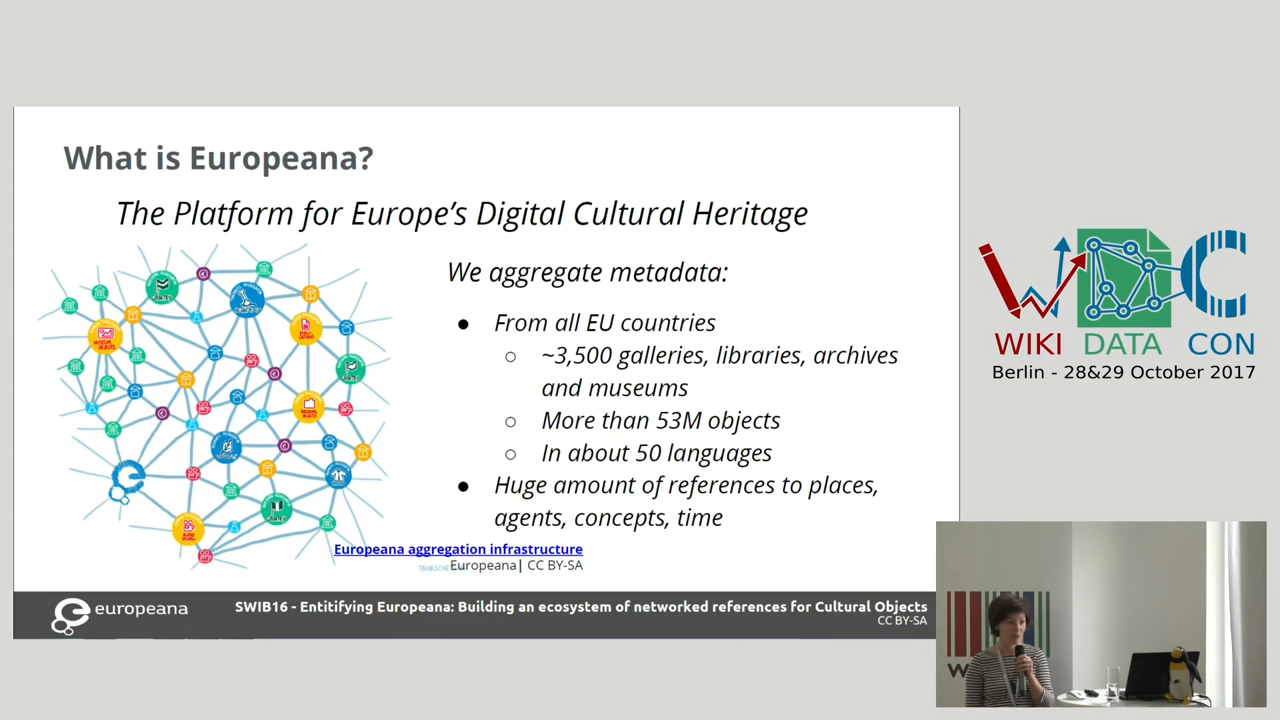 What is Europeana?
The Platform for Europe's Digital Cultural Heritage
We aggregate metadata:
● From all EU countries
○ ~3,500 galleries, libraries, archives
and museums
○ More than 53M objects
○ In about 50 languages
● Huge amount of references to places,
agents, concepts, time
Europeana aggregation infrastructure
Europeana| CC BY-SA
europeana
SWIB16 - Entitifying Europeana: Building an ecosystem of networked references for Cultural Objects
CC BY-SA
WDC
WIKI DATA CON
Berlin - 28&29 October 2017